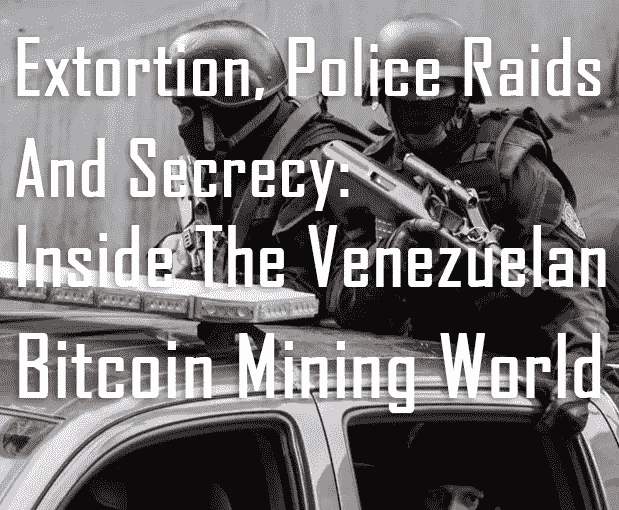 Extortion, Police Raids
And Secrecy:
Inside The Venezuelan
Bitcoin Mining World